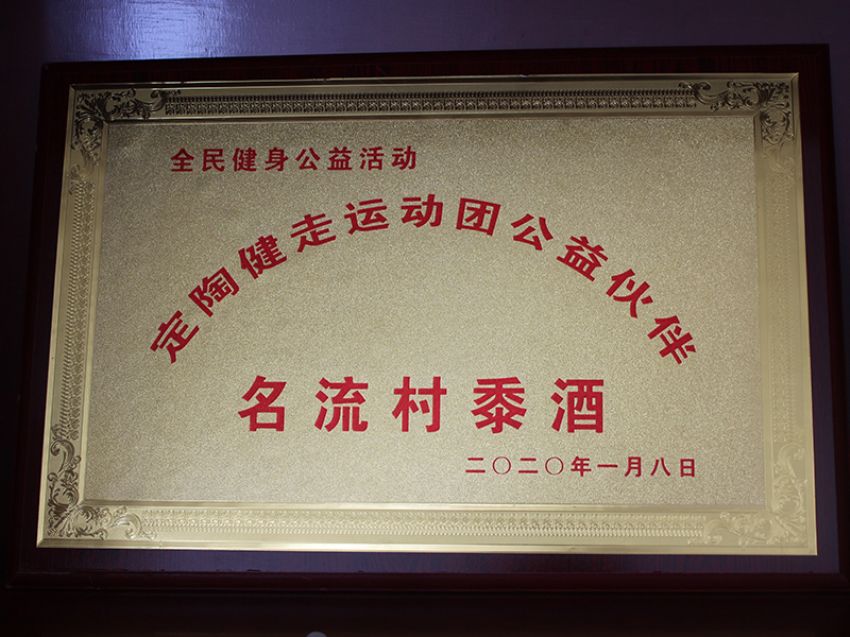 全民健身公益活动
定陶健走运动团公益伙伴
名流村黍酒
二〇二〇年一月八日